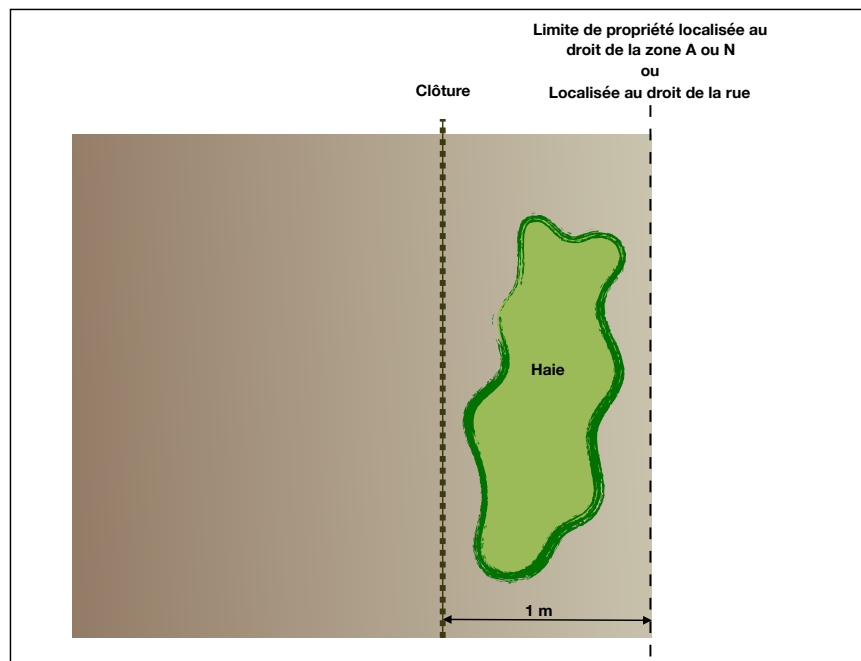 Limite de propriété localisée au
droit de la zone A ou N
ou
Localisée au droit de la rue
Clôture
Haie
1 m